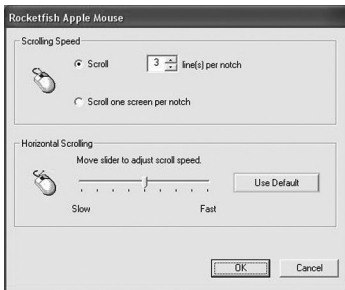 Rocketfish Apple Mouse
Scrolling Speed
Scroll 3 line(s) per notch
Scroll one screen per notch
Horizontal Scrolling
Move slider to adjust scroll speed.
Use Default
Slow Fast
OK Cancel